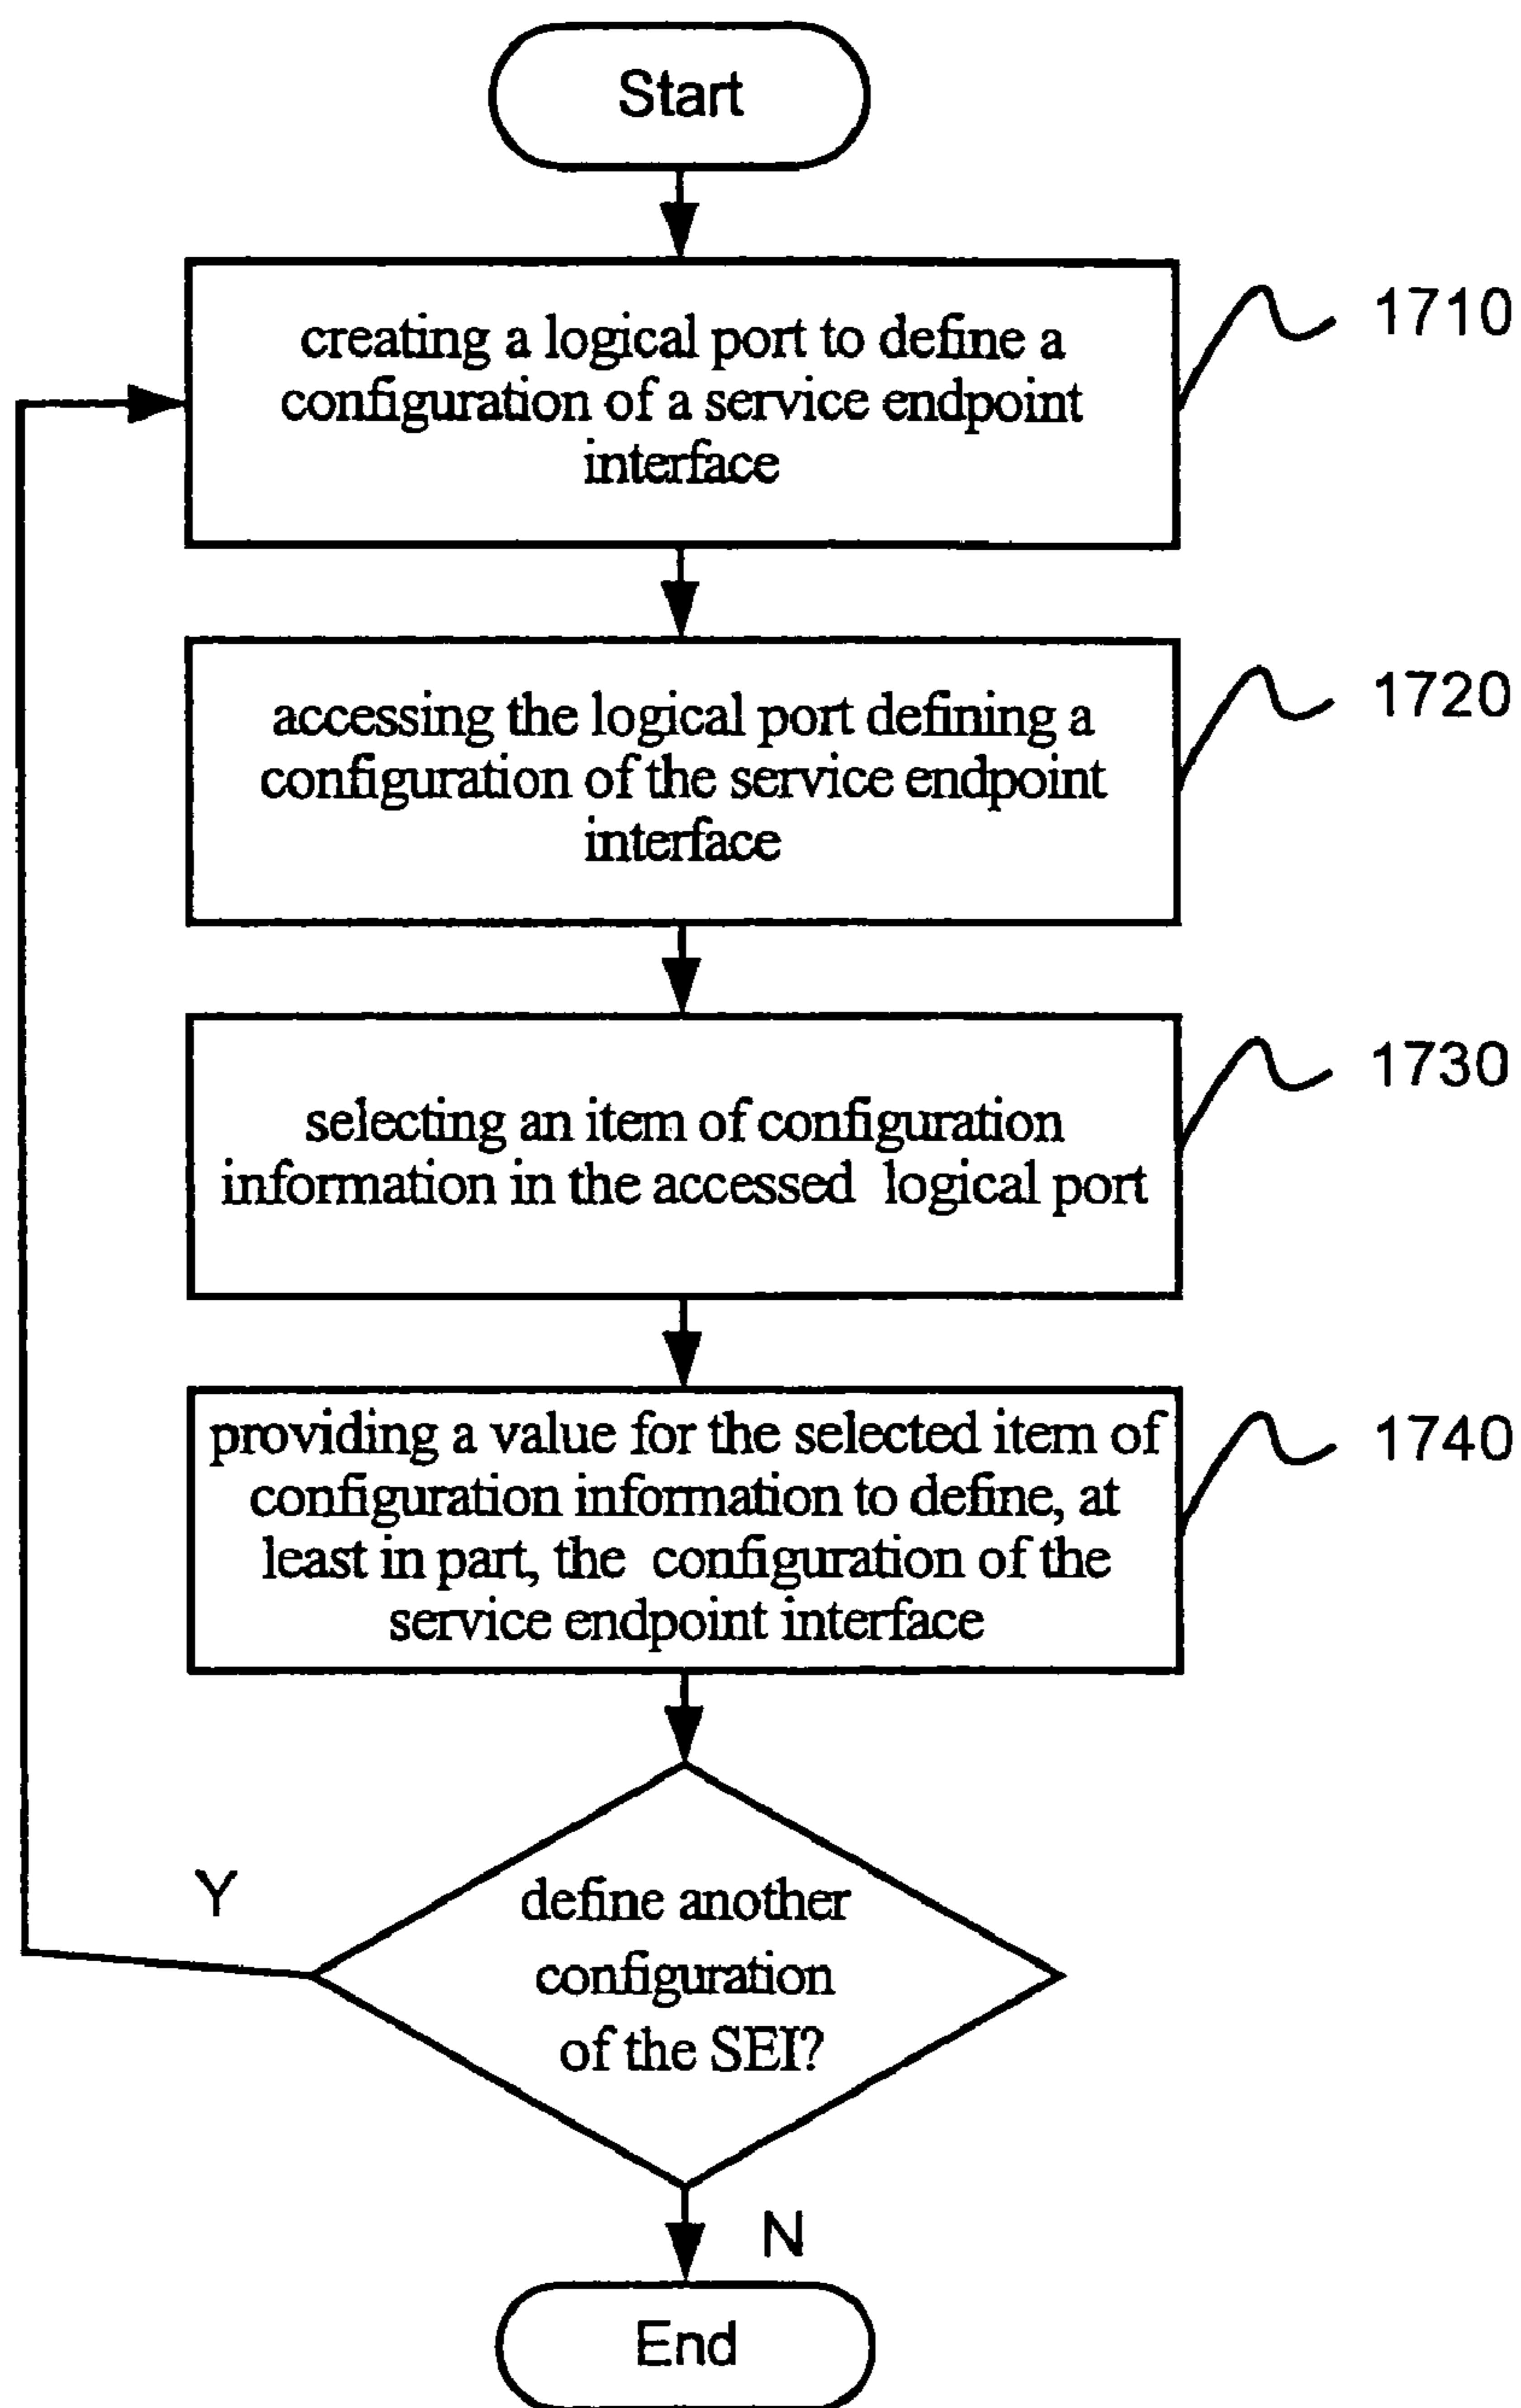 Start
creating a logical port to define a
configuration of a service endpoint
interface
1710
accessing the logical port defining a
configuration of the service endpoint
interface
1720
selecting an item of configuration
information in the accessed logical port
1730
providing a value for the selected item of
configuration information to define, at
least in part, the configuration of the
service endpoint interface
1740
define another
configuration
of the SEI?
Y
N
End